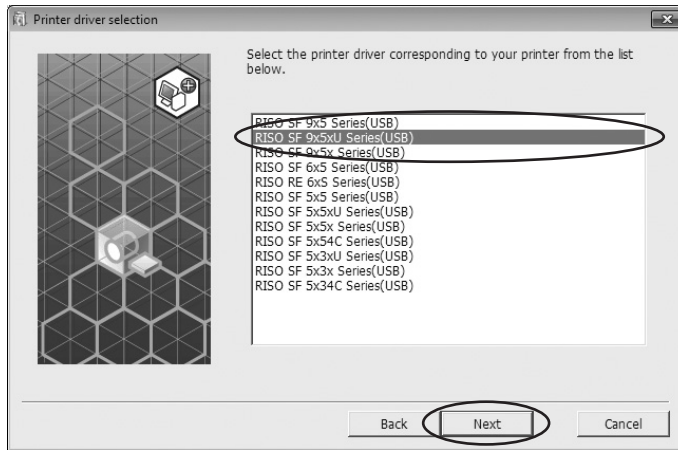 Printer driver selection
Select the printer driver corresponding to your printer from the list
below.
RISO SF 9x5 Series(USB)
RISO SF 9x5xU Series(USB)
RISO SF 9x5x Series(USB)
RISO SF 6x5 Series(USB)
RISO RE 6xS Series(USB)
RISO SF 5x5 Series(USB)
RISO SF 5x5xU Series(USB)
RISO SF 5x5x Series(USB)
RISO SF 5x54C Series(USB)
RISO SF 5x3xU Series(USB)
RISO SF 5x3x Series(USB)
RISO SF 5x34C Series(USB)
Back
Next
Cancel